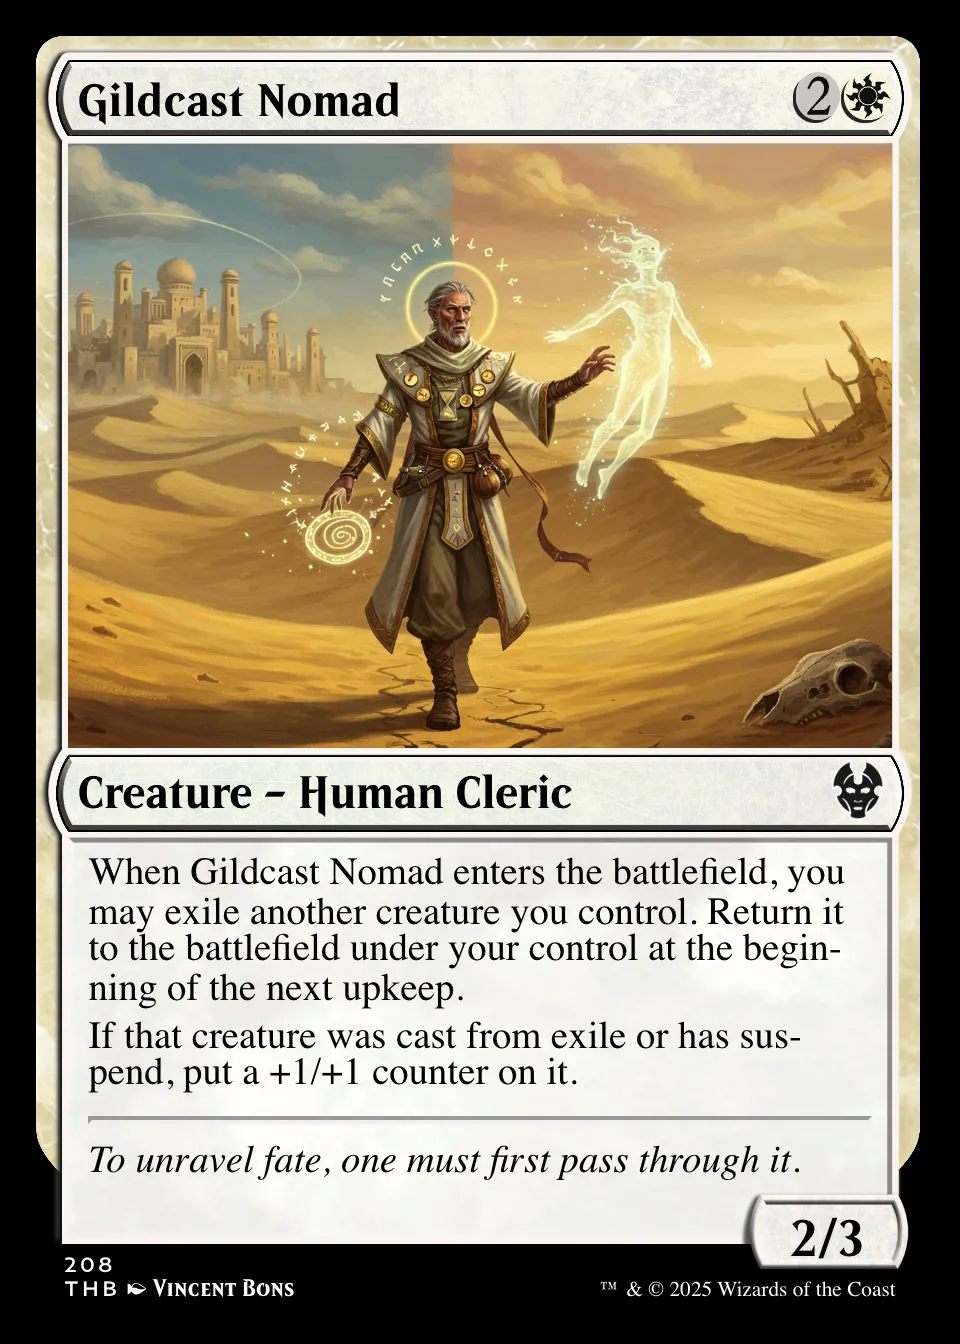 Gildcast Nomad 2
Creature – Human Cleric
When Gildcast Nomad enters the battlefield, you
may exile another creature you control. Return it
to the battlefield under your control at the begin-
ning of the next upkeep.
If that creature was cast from exile or has sus-
pend, put a +1/+1 counter on it.
To unravel fate, one must first pass through it.
2/3
208
THB VINCENT BONS
™ & © 2025 Wizards of the Coast